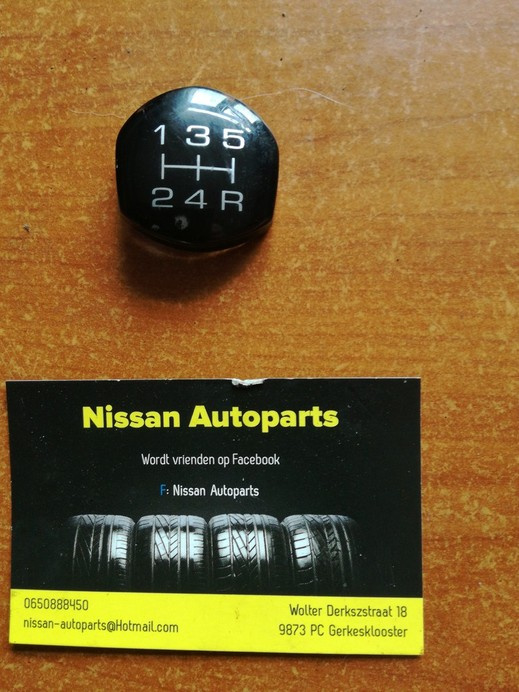 1 3 5
2 4 R
Nissan Autoparts
Wordt vrienden op Facebook
F: Nissan Autoparts
0650888450
nissan-autoparts@Hotmail.com
Wolter Derkszstraat 18
9873 PC Gerkesklooster